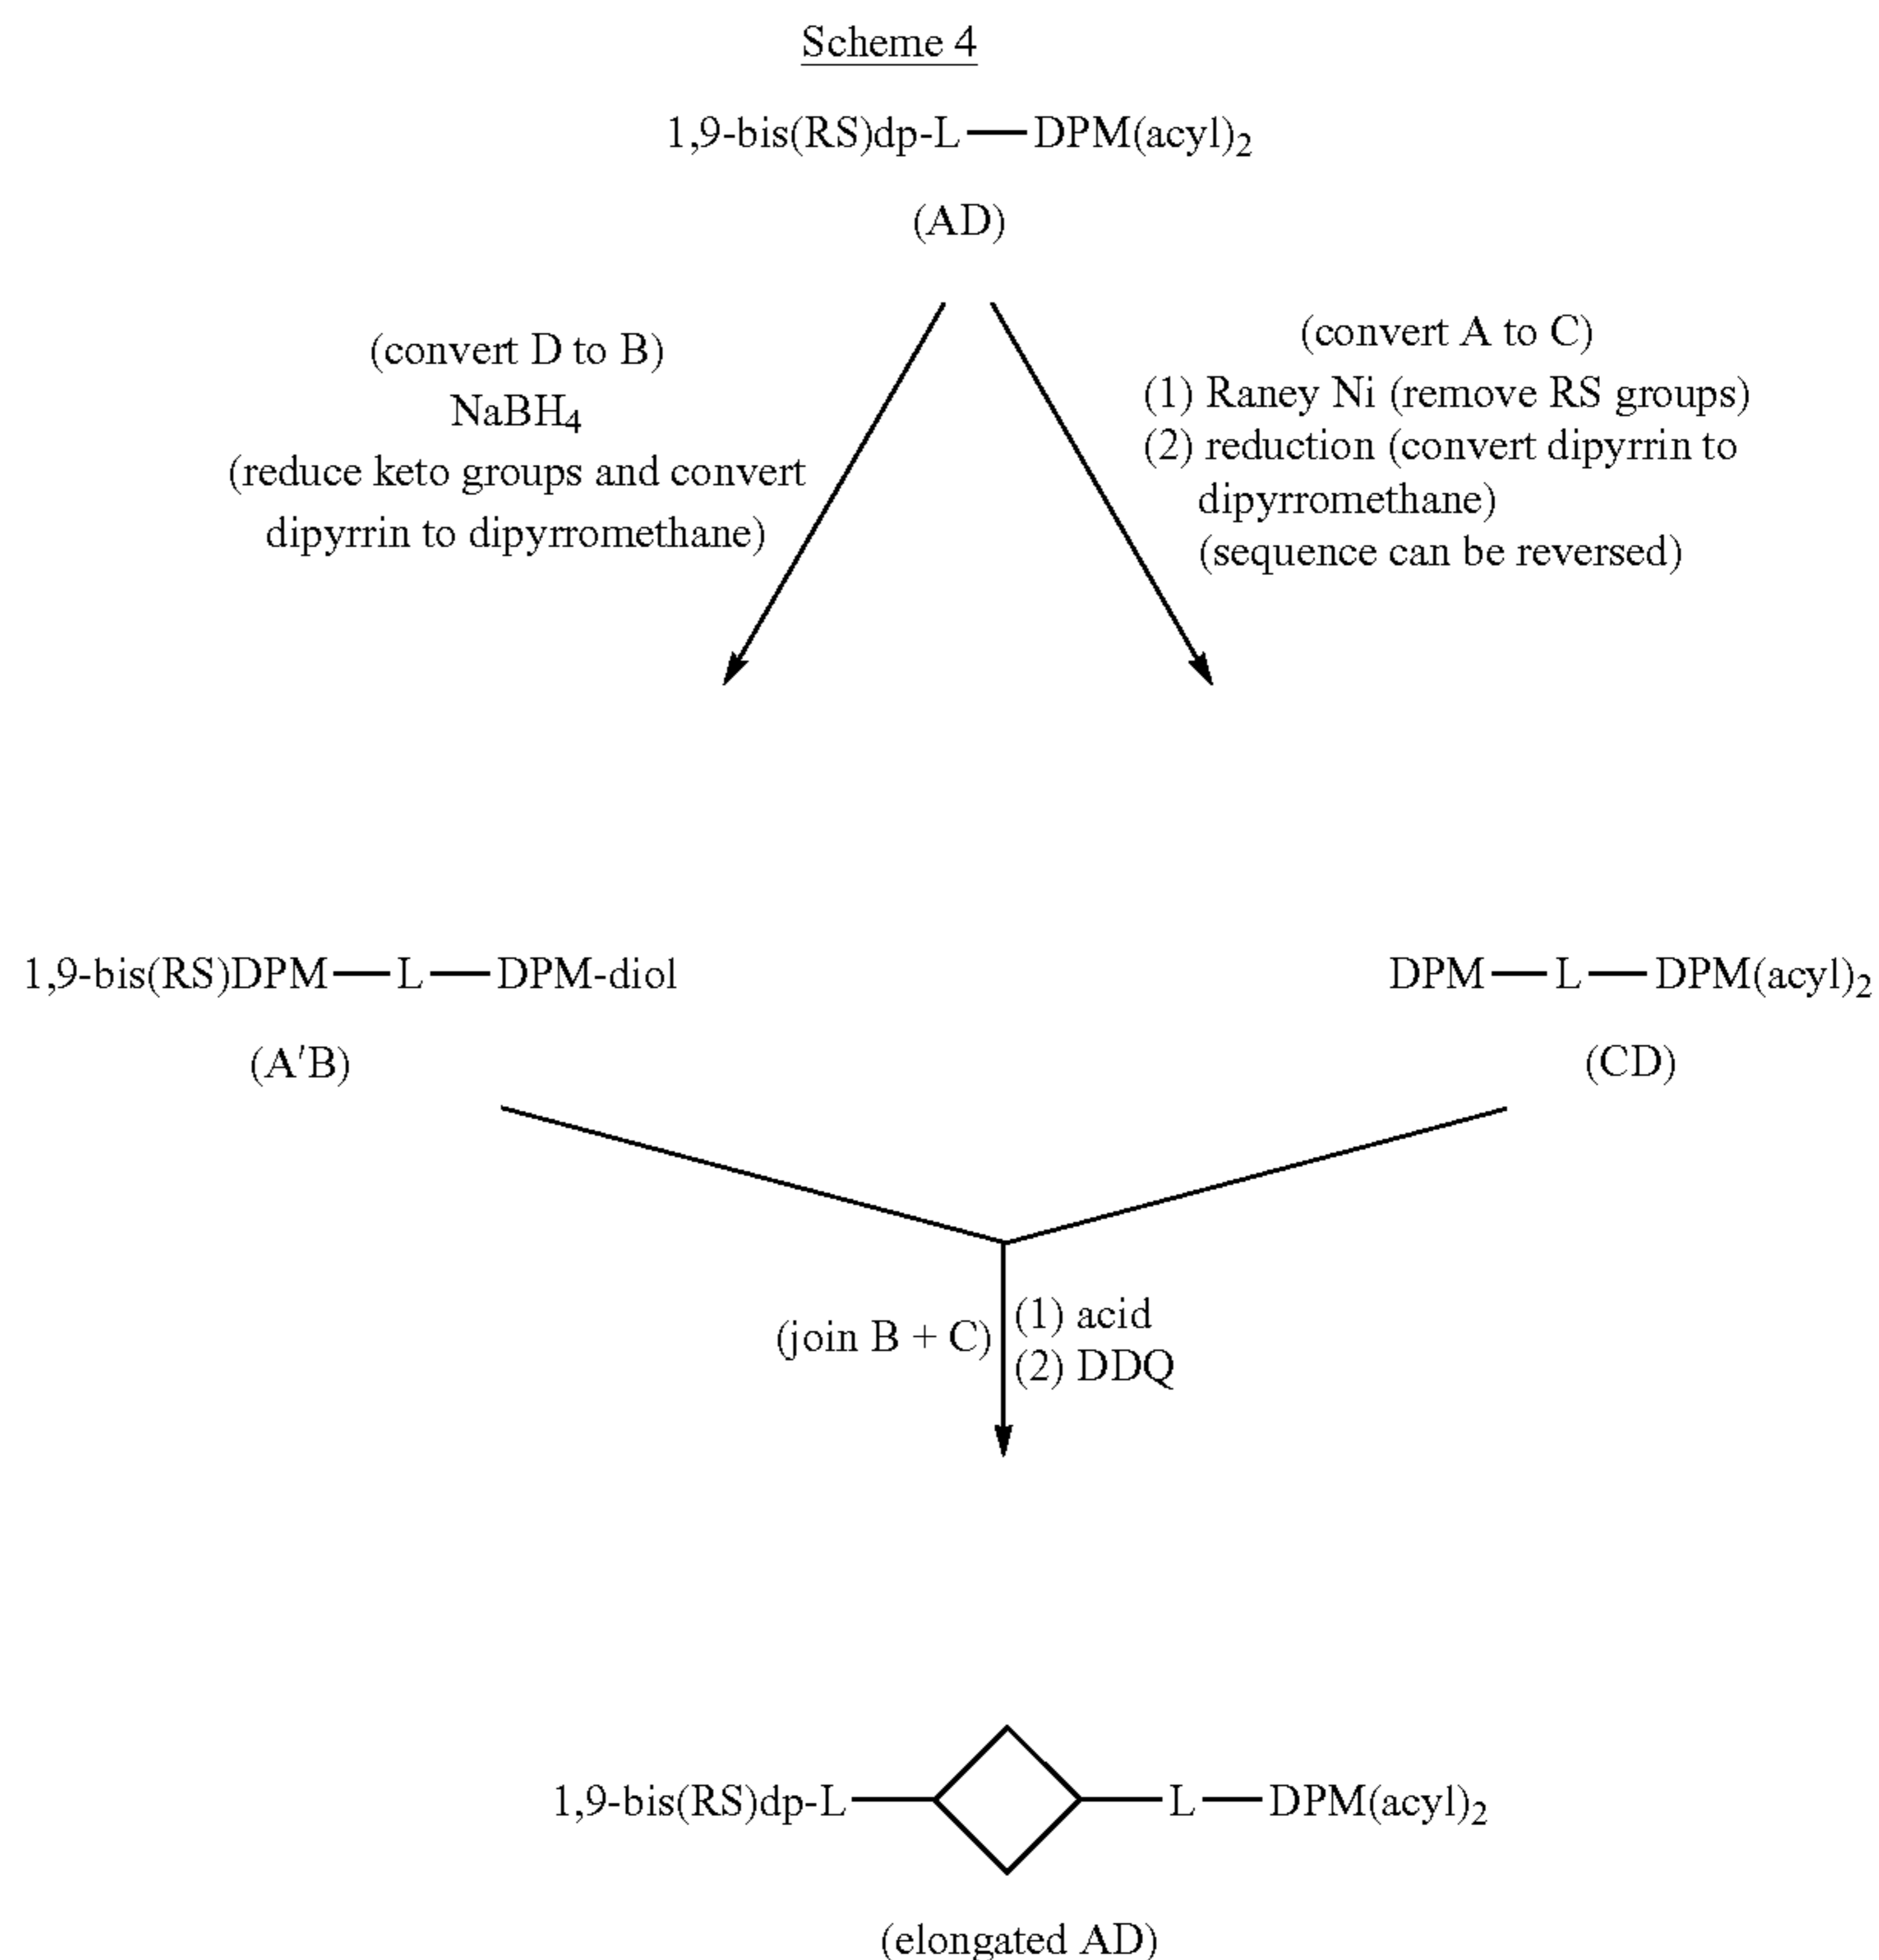 Scheme 4
1,9-bis(RS)dp-L—DPM(acyl)₂
(AD)
(convert D to B)
NaBH₄
(reduce keto groups and convert
dipyrrin to dipyrromethane)
(convert A to C)
(1) Raney Ni (remove RS groups)
(2) reduction (convert dipyrrin to
dipyrromethane)
(sequence can be reversed)
1,9-bis(RS)DPM—L—DPM-diol
(A'B)
DPM—L—DPM(acyl)₂
(CD)
(join B + C)
(1) acid
(2) DDQ
1,9-bis(RS)dp-L
L—DPM(acyl)₂
(elongated AD)